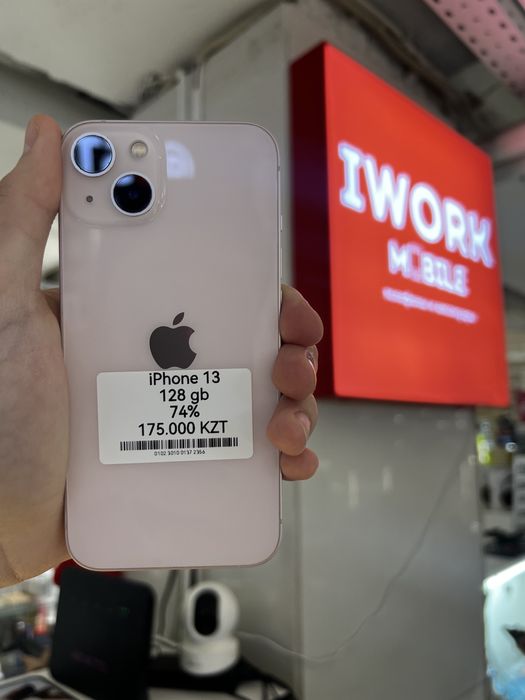 IWORK
MOBILE
iPhone 13
128 gb
74%
175.000 KZT
0102 3010 0137 2356